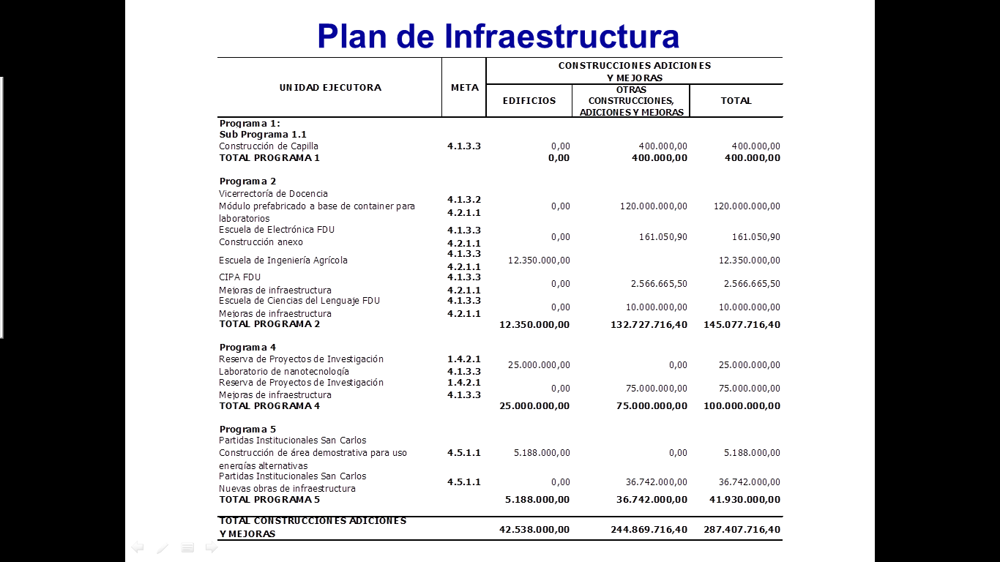 Plan de Infraestructura
CONSTRUCCIONES ADICIONES
Y MEJORAS
UNIDAD EJECUTORA META
EDIFICIOS
OTRAS
CONSTRUCCIONES,
ADICIONES Y MEJORAS
TOTAL
Programa 1:
Sub Programa 1.1
Construcción de Capilla 4.1.3.3 0,00 400.000,00 400.000,00
TOTAL PROGRAMA 1 0,00 400.000,00 400.000,00
Programa 2
Vicerrectoría de Docencia
Módulo prefabricado a base de container para
laboratorios
4.1.3.2
4.2.1.1
0,00 120.000.000,00 120.000.000,00
Escuela de Electrónica FDU
Construcción anexo
4.1.3.3
4.2.1.1
0,00 161.050,90 161.050,90
Escuela de Ingeniería Agrícola
4.1.3.3
4.2.1.1
12.350.000,00 12.350.000,00
CIPA FDU
Mejoras de infraestructura
4.1.3.3
4.2.1.1
0,00 2.566.665,50 2.566.665,50
Escuela de Ciencias del Lenguaje FDU
Mejoras de infraestructura
4.1.3.3
4.2.1.1
0,00 10.000.000,00 10.000.000,00
TOTAL PROGRAMA 2 12.350.000,00 132.727.716,40 145.077.716,40
Programa 4
Reserva de Proyectos de Investigación
Laboratorio de nanotecnología
1.4.2.1
4.1.3.3
25.000.000,00 0,00 25.000.000,00
Reserva de Proyectos de Investigación
Mejoras de infraestructura
1.4.2.1
4.1.3.3
0,00 75.000.000,00 75.000.000,00
TOTAL PROGRAMA 4 25.000.000,00 75.000.000,00 100.000.000,00
Programa 5
Partidas Institucionales San Carlos
Construcción de área demostrativa para uso
energías alternativas
4.5.1.1 5.188.000,00 0,00 5.188.000,00
Partidas Institucionales San Carlos
Nuevas obras de infraestructura
4.5.1.1 0,00 36.742.000,00 36.742.000,00
TOTAL PROGRAMA 5 5.188.000,00 36.742.000,00 41.930.000,00
TOTAL CONSTRUCCIONES ADICIONES
Y MEJORAS
42.538.000,00 244.869.716,40 287.407.716,40